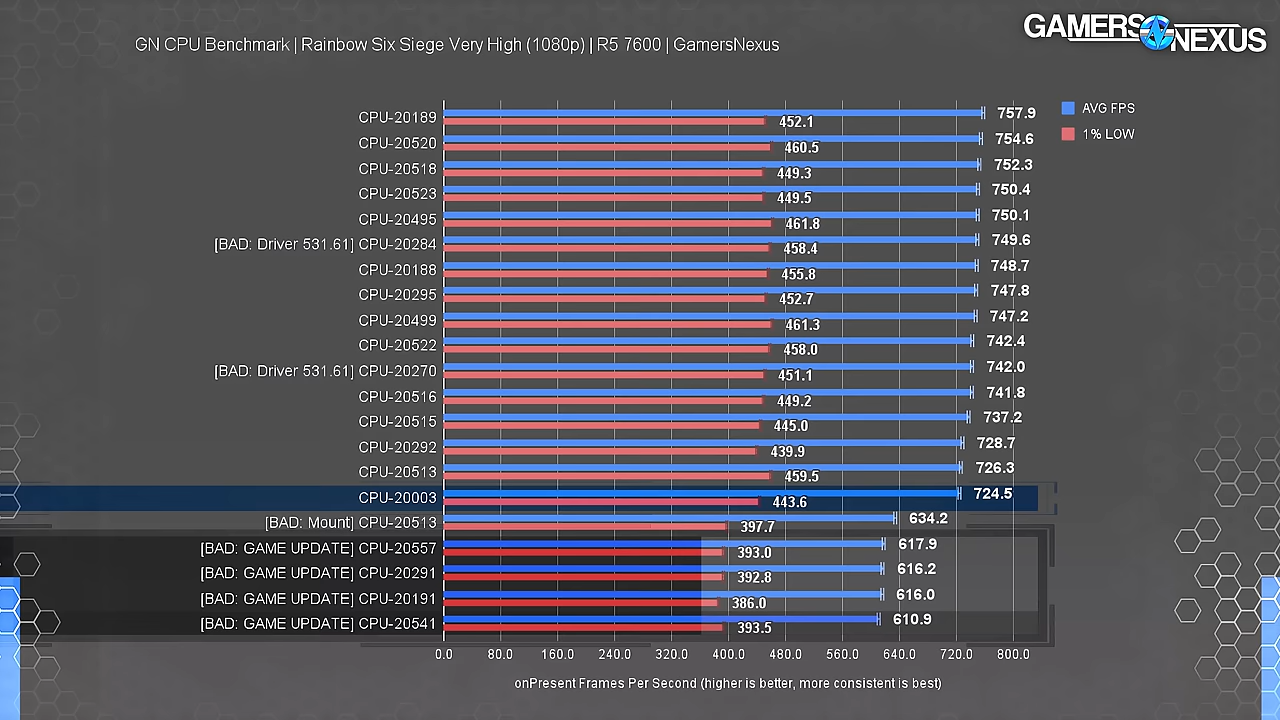 GN CPU Benchmark | Rainbow Six Siege Very High (1080p) | R5 7600 | GamersNexus
GAMERS NEXUS
AVG FPS
1% LOW
CPU-20189 757.9 452.1
CPU-20520 754.6 460.5
CPU-20518 752.3 449.3
CPU-20523 750.4 449.5
CPU-20495 750.1 461.8
[BAD: Driver 531.61] CPU-20284 749.6 458.4
CPU-20188 748.7 455.8
CPU-20295 747.8 452.7
CPU-20499 747.2 461.3
CPU-20522 742.4 458.0
[BAD: Driver 531.61] CPU-20270 742.0 451.1
CPU-20516 741.8 449.2
CPU-20515 737.2 445.0
CPU-20292 728.7 439.9
CPU-20513 726.3 459.5
CPU-20003 724.5 443.6
[BAD: Mount] CPU-20513 634.2 397.7
[BAD: GAME UPDATE] CPU-20557 617.9 393.0
[BAD: GAME UPDATE] CPU-20291 616.2 392.8
[BAD: GAME UPDATE] CPU-20191 616.0 386.0
[BAD: GAME UPDATE] CPU-20541 610.9 393.5
0.0 80.0 160.0 240.0 320.0 400.0 480.0 560.0 640.0 720.0 800.0
onPresent Frames Per Second (higher is better, more consistent is best)